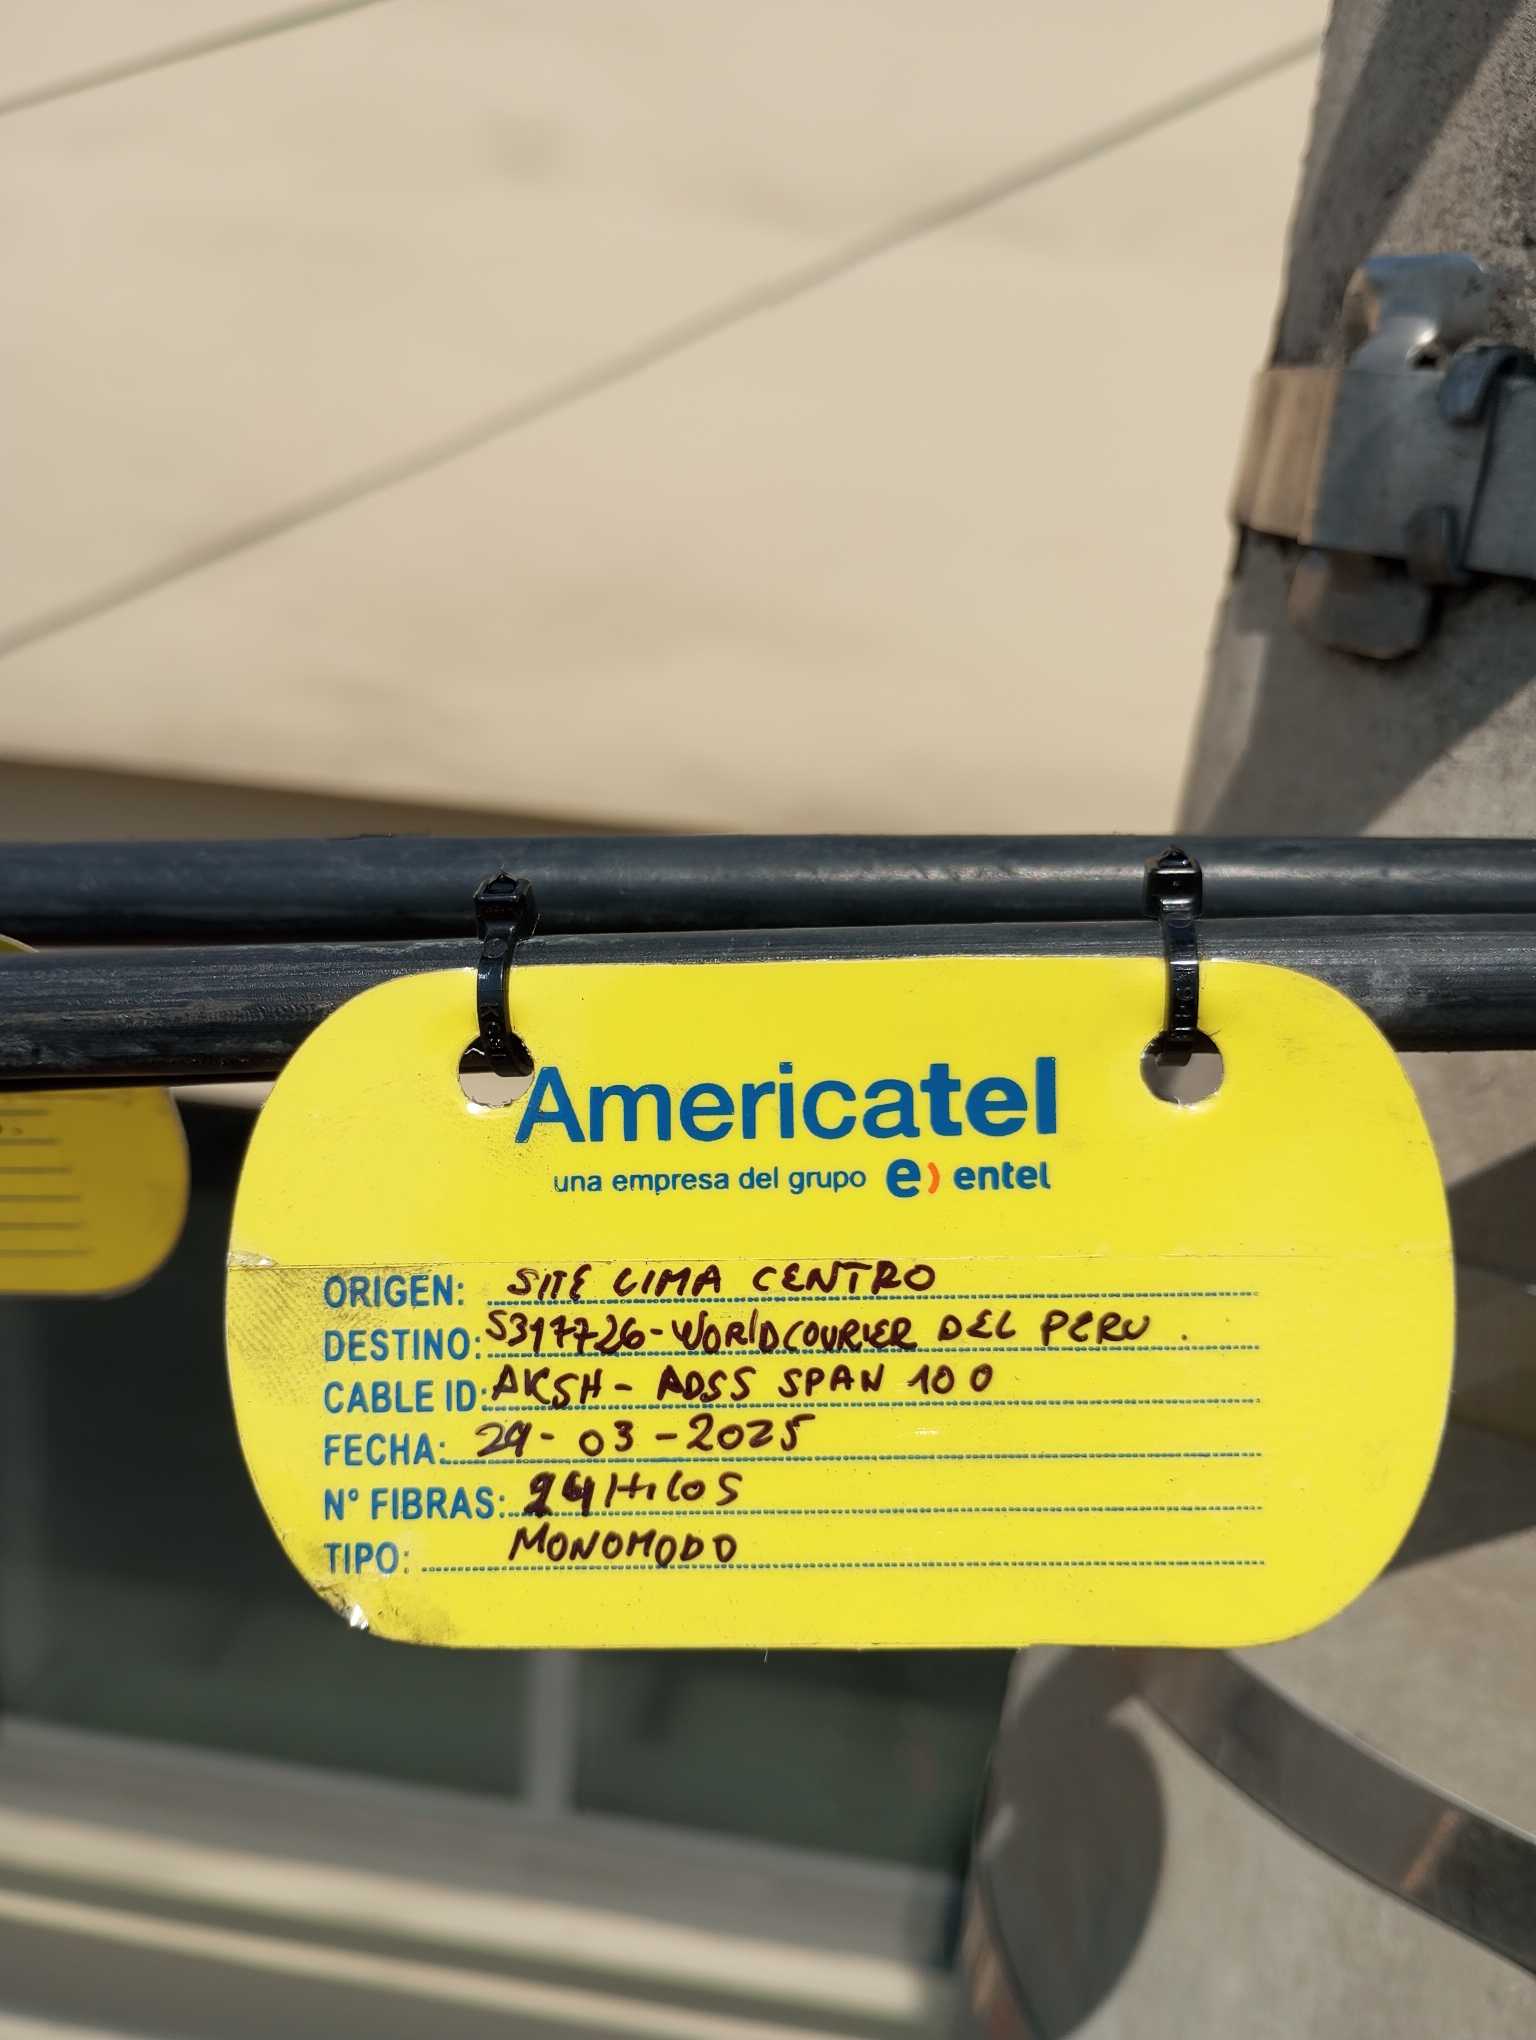 Americatel
una empresa del grupo e) entel
ORIGEN: SITE LIMA CENTRO
DESTINO: S317726-WORLDCOURIER DEL PERU.
CABLE ID: AKSH - ADSS SPAN 100
FECHA: 29-03-2025
N° FIBRAS: 24 Hilos
TIPO: MONOMODO